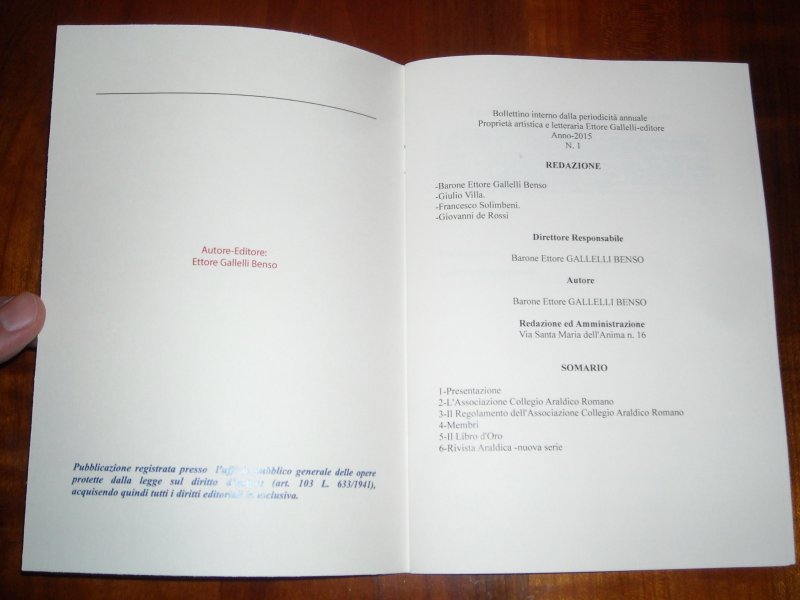 Autore-Editore:
Ettore Gallelli Benso
Pubblicazione registrata presso pubblico generale delle opere
protette dalla legge sul diritto (art. 103 L. 633/1941),
acquisendo quindi tutti i diritti esclusiva.
Bollettino interno dalla periodicità annuale
Proprietà artistica e letteraria Ettore Gallelli-editore
Anno-2015
N. 1
REDAZIONE
-Barone Ettore Gallelli Benso
-Giulio Villa.
-Francesco Solimbeni.
-Giovanni de Rossi
Direttore Responsabile
Barone Ettore GALLELLI BENSO
Autore
Barone Ettore GALLELLI BENSO
Redazione ed Amministrazione
Via Santa Maria dell'Anima n. 16
SOMARIO
1-Presentazione
2-L'Associazione Collegio Araldico Romano
3-Il Regolamento dell'Associazione Collegio Araldico Romano
4-Membri
5-Il Libro d'Oro
6-Rivista Araldica -nuova serie